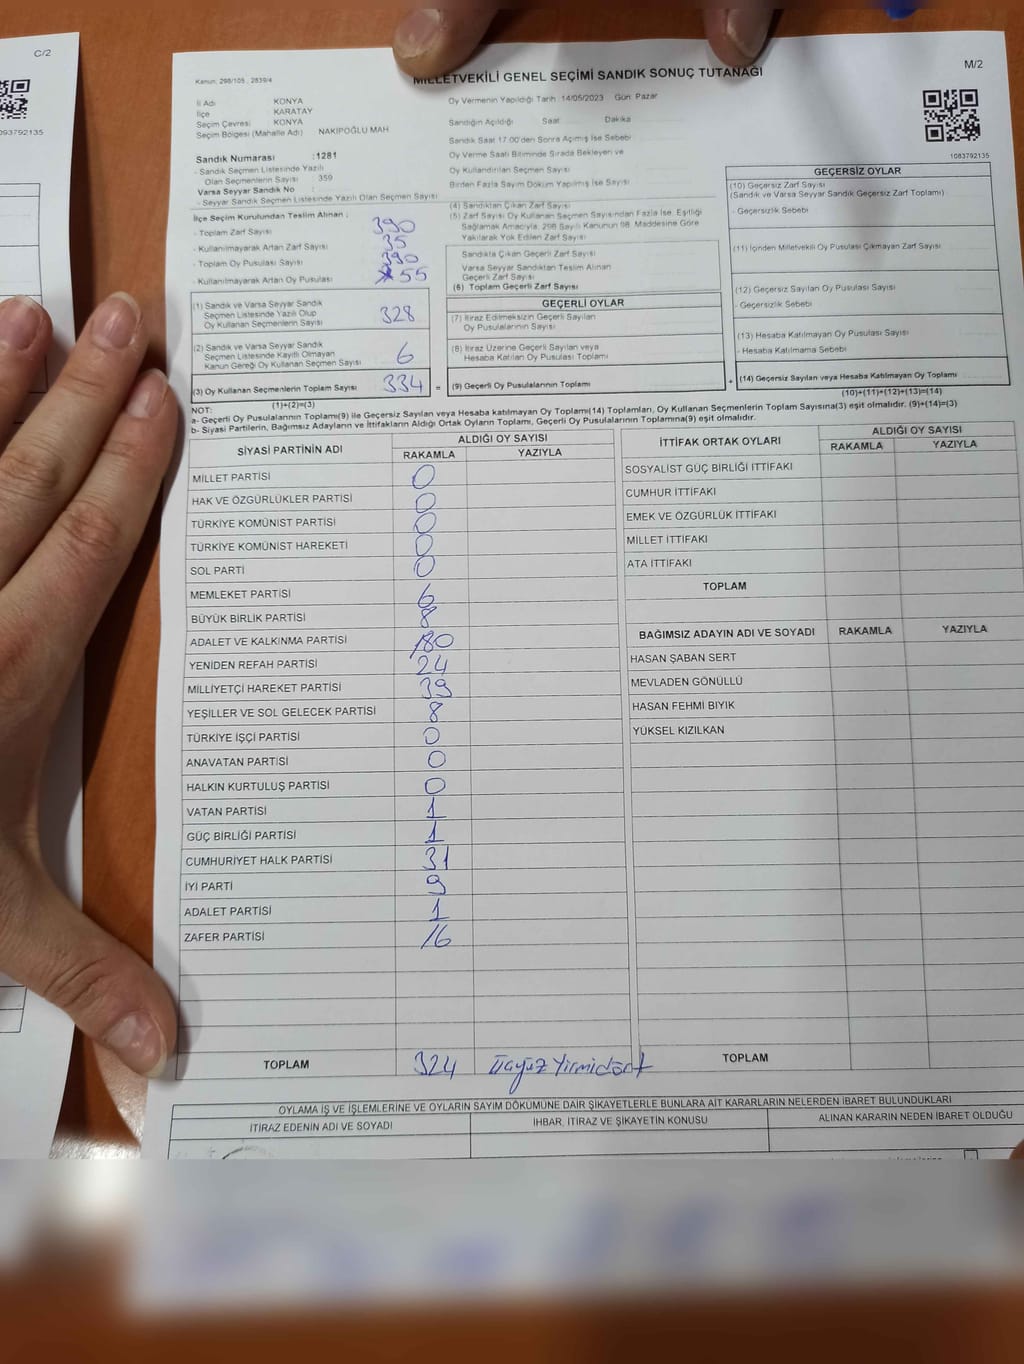 C/2
093792135
Kanun: 298/105 , 2839/4
MİLLETVEKİLİ GENEL SEÇİMİ SANDIK SONUÇ TUTANAĞI
M/2
İl Adı KONYA
İlçe KARATAY
Seçim Çevresi KONYA
Seçim Bölgesi (Mahalle Adı) NAKIPOĞLU MAH
Sandık Numarası :1281
- Sandık Seçmen Listesinde Yazılı
Olan Seçmenlerin Sayısı 359
Varsa Seyyar Sandık No :
- Seyyar Sandık Seçmen Listesinde Yazılı Olan Seçmen Sayısı
Oy Vermenin Yapıldığı Tarih :14/05/2023 Gün: Pazar
Sandığın Açıldığı Saat Dakika
Sandık Saat 17:00'den Sonra Açımış İse Sebebi
Oy Verme Saati Bitiminde Sırada Bekleyen ve
Oy Kullandırılan Seçmen Sayısı
Birden Fazla Sayım Döküm Yapılmış İse Sayısı
1083792135
İlçe Seçim Kurulundan Teslim Alınan :
- Toplam Zarf Sayısı 390
- Kullanılmayarak Artan Zarf Sayısı 35
- Toplam Oy Pusulası Sayısı 390
- Kullanılmayarak Artan Oy Pusulası 55
(1) Sandık ve Varsa Seyyar Sandık
Seçmen Listesinde Yazılı Olup
Oy Kullanan Seçmenlerin Sayısı 328
(2) Sandık ve Varsa Seyyar Sandık
Seçmen Listesinde Kayıtlı Olmayan
Kanun Gereği Oy Kullanan Seçmen Sayısı 6
(3) Oy Kullanan Seçmenlerin Toplam Sayısı 334 =
(1)+(2)=(3)
(4) Sandıktan Çıkan Zarf Sayısı
(5) Zarf Sayısı Oy Kullanan Seçmen Sayısından Fazla İse, Eşitliği
Sağlamak Amacıyla, 298 Sayılı Kanunun 98. Maddesine Göre
Yakılarak Yok Edilen Zarf Sayısı
Sandıkta Çıkan Geçerli Zarf Sayısı
Varsa Seyyar Sandıktan Teslim Alınan
Geçerli Zarf Sayısı
(6) Toplam Geçerli Zarf Sayısı
GEÇERLİ OYLAR
(7) İtiraz Edilmeksizin Geçerli Sayılan
Oy Pusulalarının Sayısı
(8) İtiraz Üzerine Geçerli Sayılan veya
Hesaba Katılan Oy Pusulası Toplamı
(9) Geçerli Oy Pusulalarının Toplamı +
GEÇERSİZ OYLAR
(10) Geçersiz Zarf Sayısı
(Sandık ve Varsa Seyyar Sandık Geçersiz Zarf Toplamı)
- Geçersizlik Sebebi
(11) İçinden Milletvekili Oy Pusulası Çıkmayan Zarf Sayısı
(12) Geçersiz Sayılan Oy Pusulası Sayısı
- Geçersizlik Sebebi
(13) Hesaba Katılmayan Oy Pusulası Sayısı
- Hesaba Katılmama Sebebi
(14) Geçersiz Sayılan veya Hesaba Katılmayan Oy Toplamı
(10)+(11)+(12)+(13)=(14)
NOT:
a- Geçerli Oy Pusulalarının Toplamı(9) ile Geçersiz Sayılan veya Hesaba katılmayan Oy Toplamı(14) Toplamları, Oy Kullanan Seçmenlerin Toplam Sayısına(3) eşit olmalıdır. (9)+(14)=(3)
b- Siyasi Partilerin, Bağımsız Adayların ve İttifakların Aldığı Ortak Oyların Toplamı, Geçerli Oy Pusulalarının Toplamına(9) eşit olmalıdır.
SİYASİ PARTİNİN ADI ALDIĞI OY SAYISI
RAKAMLA YAZIYLA
MİLLET PARTİSİ 0
HAK VE ÖZGÜRLÜKLER PARTİSİ 0
TÜRKİYE KOMÜNİST PARTİSİ 0
TÜRKİYE KOMÜNİST HAREKETİ 0
SOL PARTİ 0
MEMLEKET PARTİSİ 6
BÜYÜK BİRLİK PARTİSİ 8
ADALET VE KALKINMA PARTİSİ 180
YENİDEN REFAH PARTİSİ 24
MİLLİYETÇİ HAREKET PARTİSİ 39
YEŞİLLER VE SOL GELECEK PARTİSİ 8
TÜRKİYE İŞÇİ PARTİSİ 0
ANAVATAN PARTİSİ 0
HALKIN KURTULUŞ PARTİSİ 0
VATAN PARTİSİ 1
GÜÇ BİRLİĞİ PARTİSİ 1
CUMHURİYET HALK PARTİSİ 31
İYİ PARTİ 9
ADALET PARTİSİ 1
ZAFER PARTİSİ 16
TOPLAM 324 Üçyüz Yirmidört
İTTİFAK ORTAK OYLARI ALDIĞI OY SAYISI
RAKAMLA YAZIYLA
SOSYALİST GÜÇ BİRLİĞİ İTTİFAKI
CUMHUR İTTİFAKI
EMEK VE ÖZGÜRLÜK İTTİFAKI
MİLLET İTTİFAKI
ATA İTTİFAKI
TOPLAM
BAĞIMSIZ ADAYIN ADI VE SOYADI RAKAMLA YAZIYLA
HASAN ŞABAN SERT
MEVLADEN GÖNÜLLÜ
HASAN FEHMİ BIYIK
YÜKSEL KIZILKAN
TOPLAM
OYLAMA İŞ VE İŞLEMLERİNE VE OYLARIN SAYIM DÖKÜMÜNE DAİR ŞİKAYETLERLE BUNLARA AİT KARARLARIN NELERDEN İBARET BULUNDUKLARI
İTİRAZ EDENİN ADI VE SOYADI İHBAR, İTİRAZ VE ŞİKAYETİN KONUSU ALINAN KARARIN NEDEN İBARET OLDUĞU